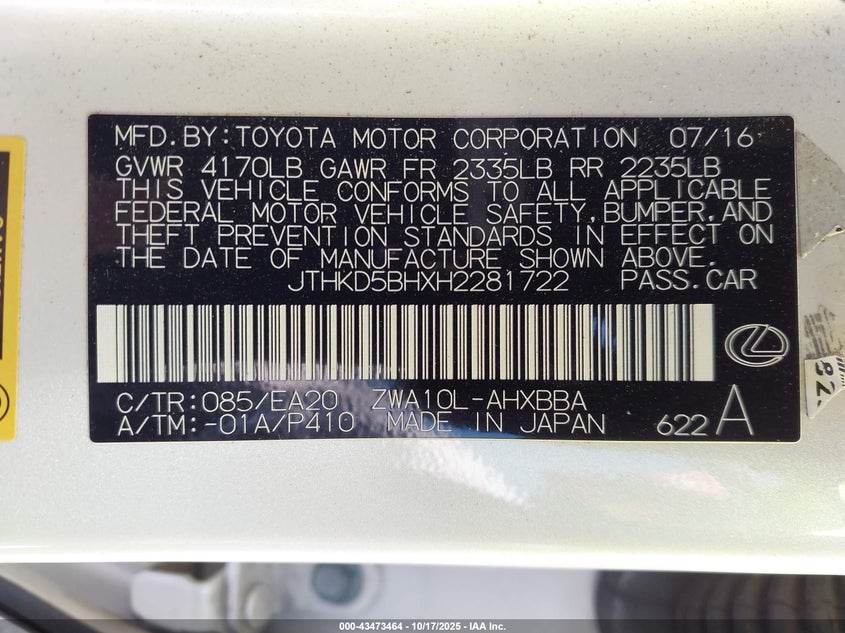 MFD.BY:TOYOTA MOTOR CORPORATION 07/16
GVWR 4170LB GAWR FR 2335LB RR 2235LB
THIS VEHICLE CONFORMS TO ALL APPLICABLE
FEDERAL MOTOR VEHICLE SAFETY,BUMPER,AND
THEFT PREVENTION STANDARDS IN EFFECT ON
THE DATE OF MANUFACTURE SHOWN ABOVE.
JTHKD5BHXH2281722 PASS.CAR
C/TR:085/EA20 ZWA10L-AHXBBA
A/TM:-01A/P410 MADE IN JAPAN 622 A
000-43473464 - 10/17/2025 - IAA Inc.